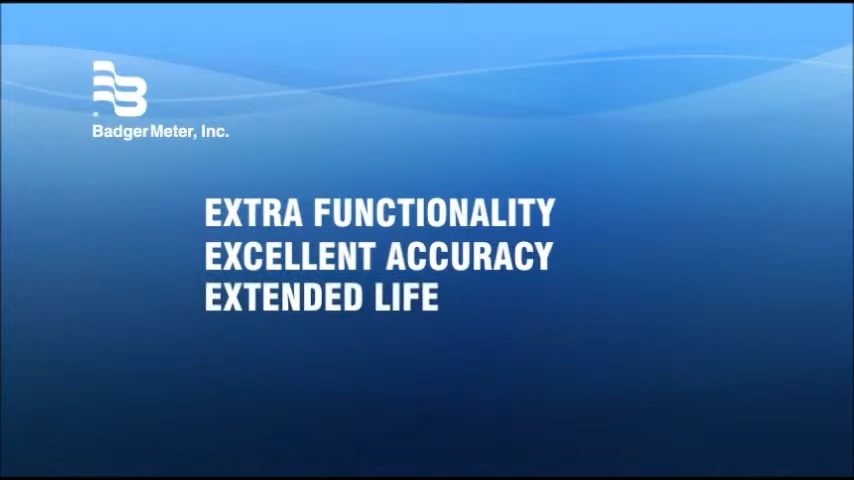 Badger Meter, Inc.
EXTRA FUNCTIONALITY
EXCELLENT ACCURACY
EXTENDED LIFE